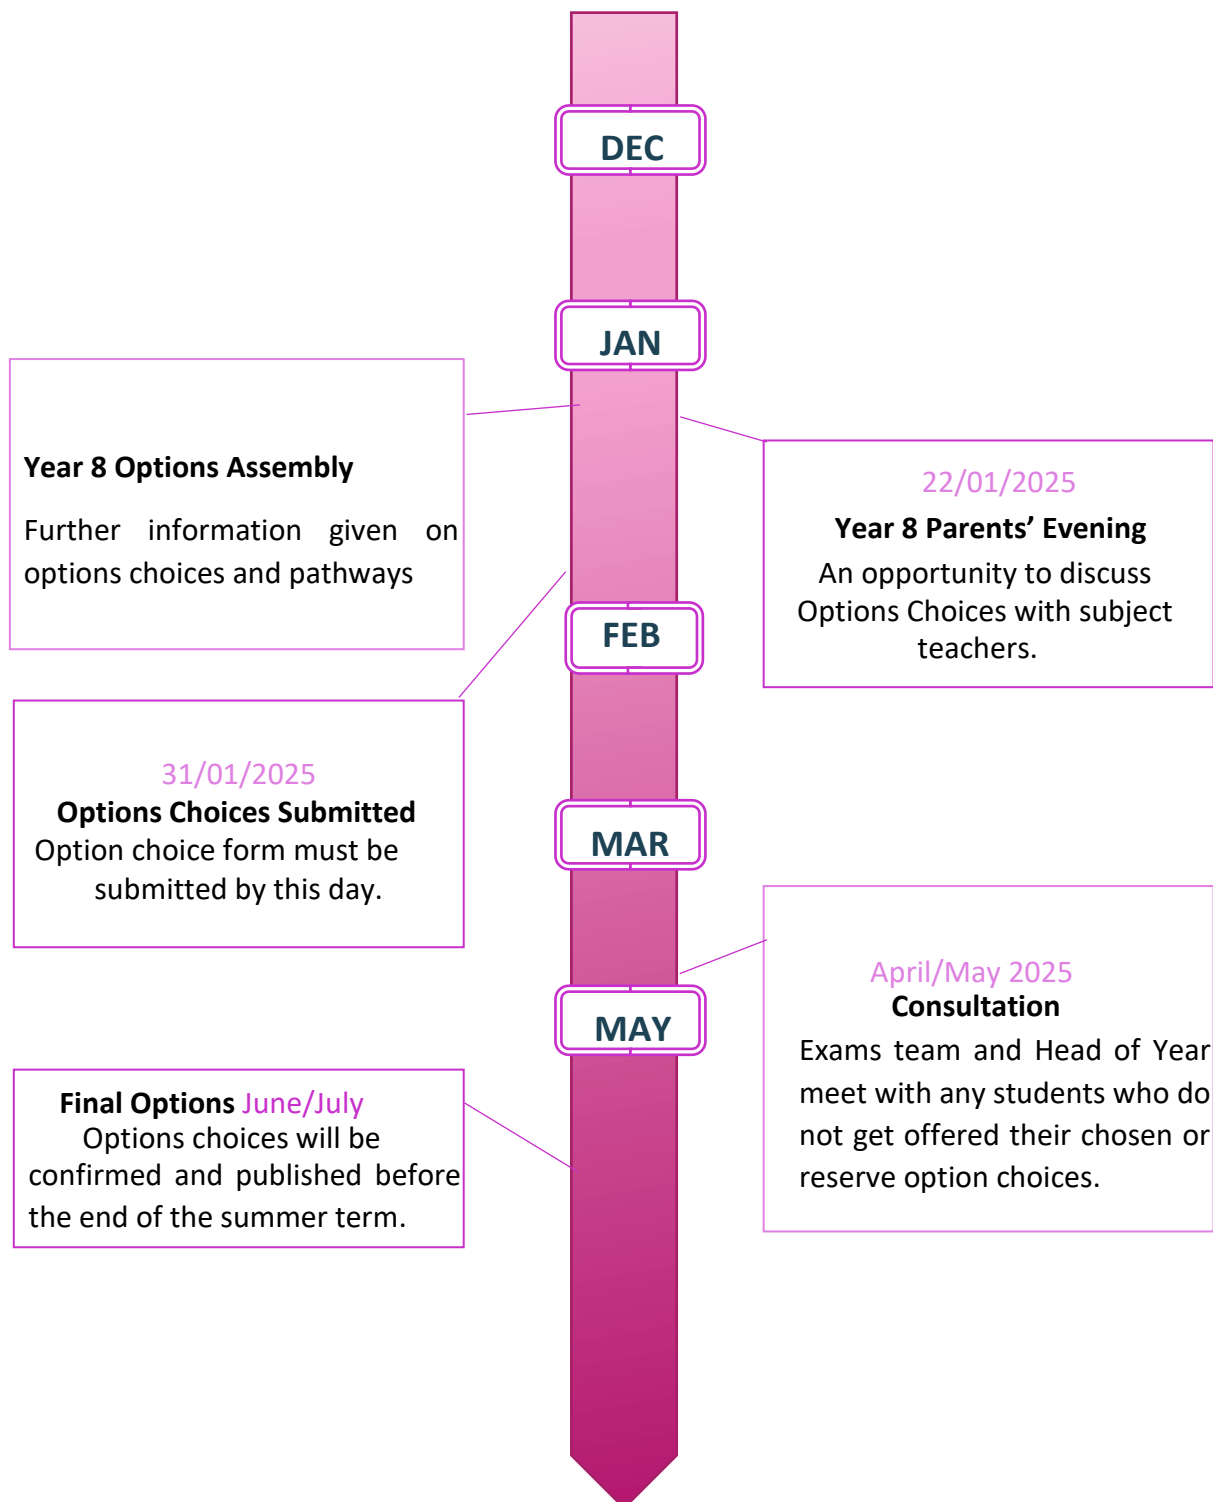 DEC
JAN
Year 8 Options Assembly
Further information given on
options choices and pathways
22/01/2025
Year 8 Parents’ Evening
An opportunity to discuss
Options Choices with subject
teachers.
FEB
31/01/2025
Options Choices Submitted
Option choice form must be
submitted by this day.
MAR
April/May 2025
Consultation
Exams team and Head of Year
meet with any students who do
not get offered their chosen or
reserve option choices.
MAY
Final Options June/July
Options choices will be
confirmed and published before
the end of the summer term.